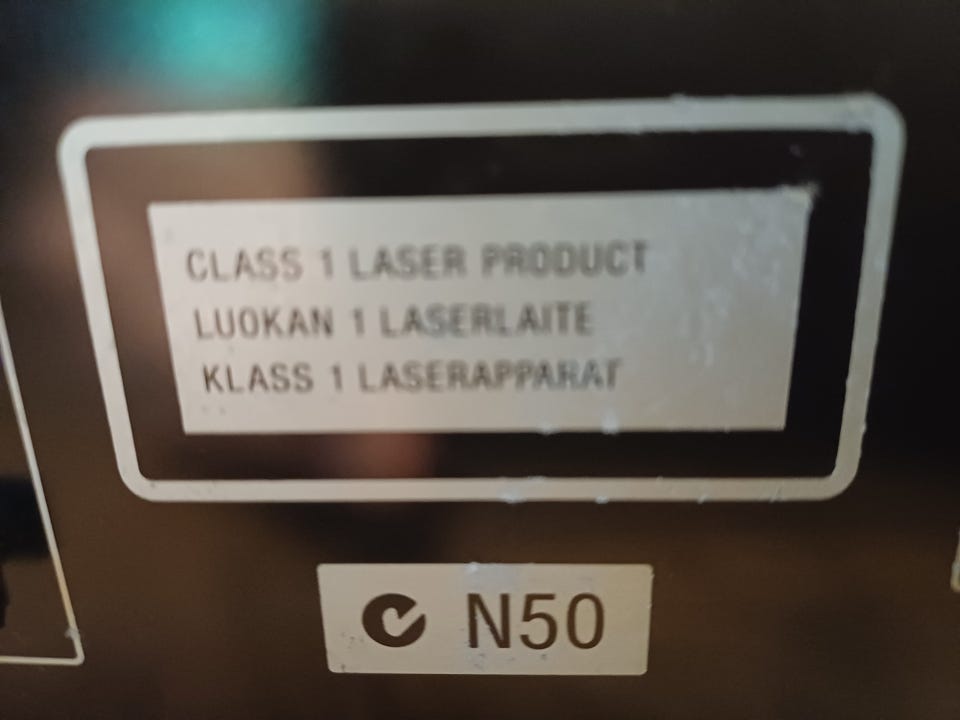 CLASS 1 LASER PRODUCT
LUOKAN 1 LASERLAITE
KLASS 1 LASERAPPARAT
N50